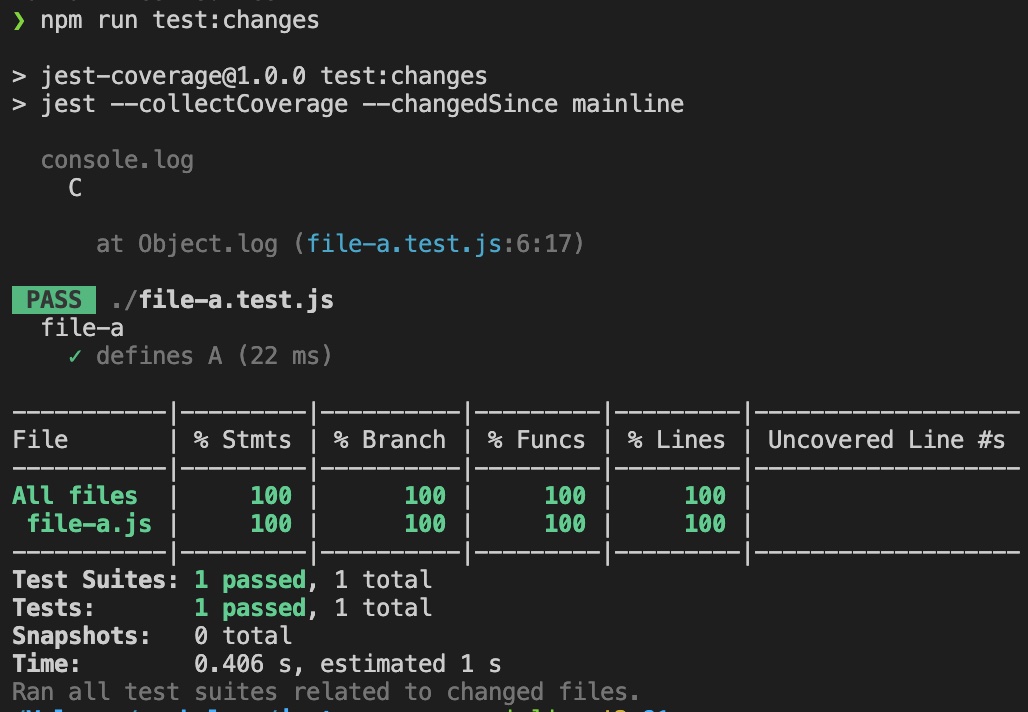 ❯ npm run test:changes
> jest-coverage@1.0.0 test:changes
> jest --collectCoverage --changedSince mainline
console.log
C
at Object.log (file-a.test.js:6:17)
PASS ./file-a.test.js
file-a
✓ defines A (22 ms)
-----------|---------|----------|---------|---------|-------------------
File | % Stmts | % Branch | % Funcs | % Lines | Uncovered Line #s
-----------|---------|----------|---------|---------|-------------------
All files | 100 | 100 | 100 | 100 |
file-a.js | 100 | 100 | 100 | 100 |
-----------|---------|----------|---------|---------|-------------------
Test Suites: 1 passed, 1 total
Tests: 1 passed, 1 total
Snapshots: 0 total
Time: 0.406 s, estimated 1 s
Ran all test suites related to changed files.